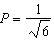 P = 1/√6